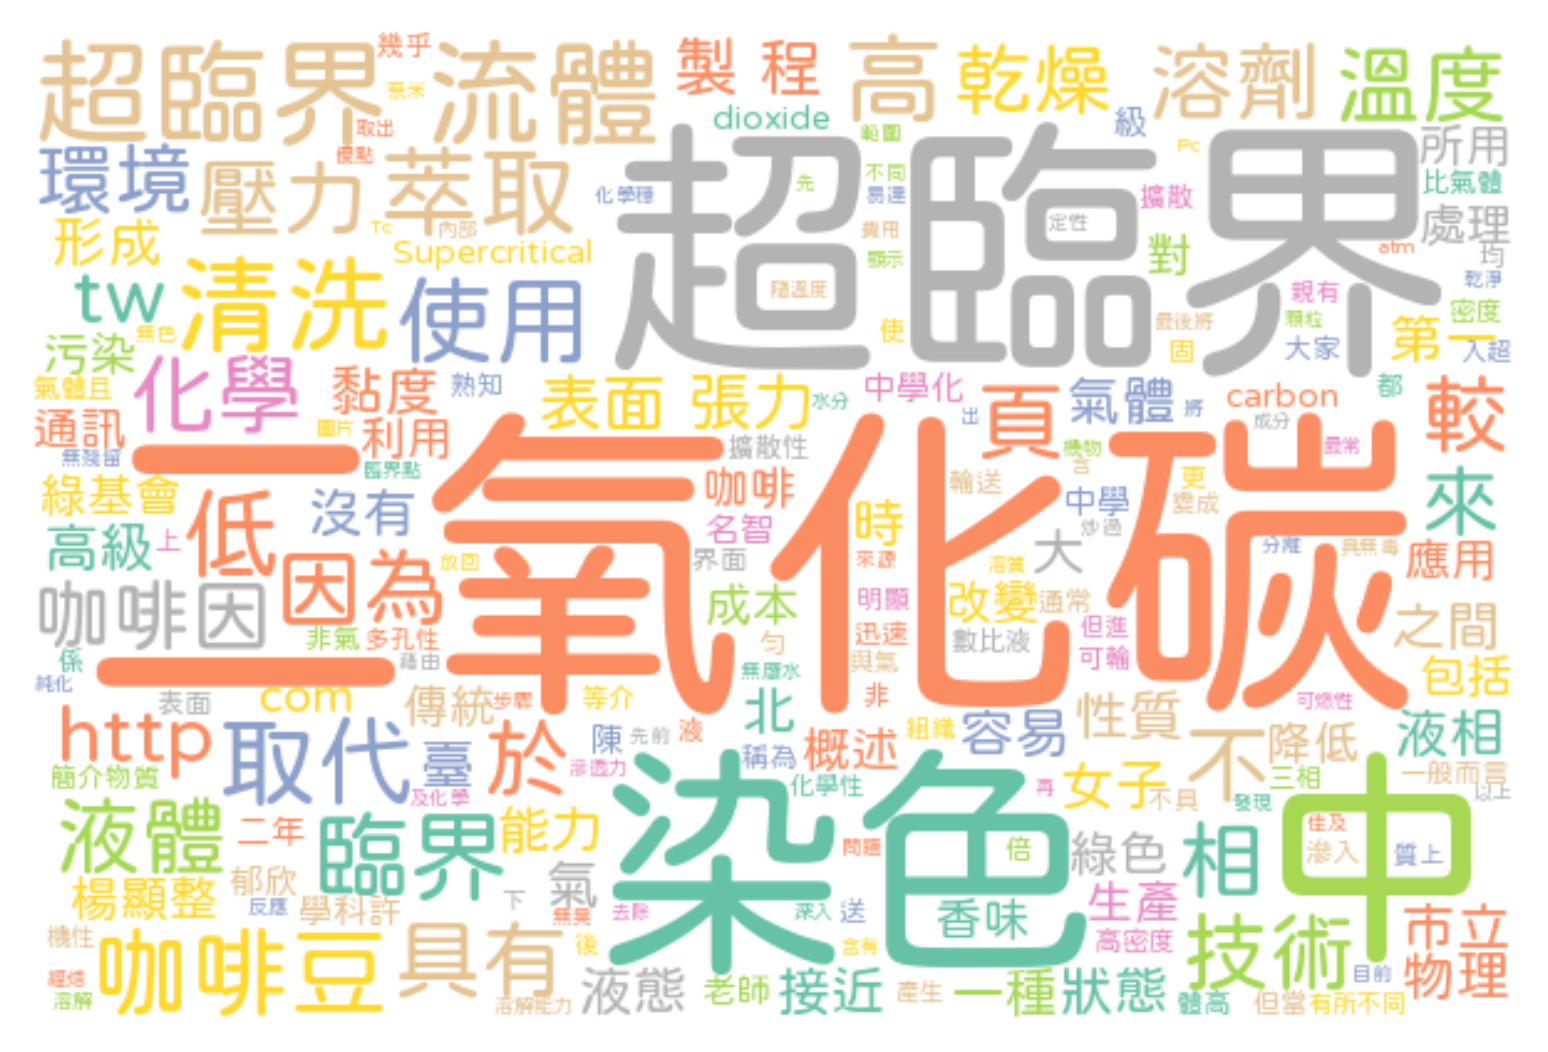 超臨界流體
幾乎
製程
高
乾燥
溶劑
溫度
奈米
取出
優點
dioxide
範圍
級
Pc
所用
環境
壓力
萃取
化學種
先
不同
易達
擴散
比氣體
超臨界
形成
Tc
內部
Supercritical
費用
顯示
定性
對
atm
處理
均
tw
清洗
使用
隨溫度
親有
乾淨
污染
無色
使
最後將
顆粒
密度
固
大家
第一
入超
氣體且
化學
黏度
熟知
表面
張力
水分
中學化
出
頁
氣體
將
carbon
都
較
通訊
圖片
利用
擴散性
機物
成分
最常
無殘留
二氧化碳
臨界點
咖啡
輸送
含
更
綠基會
低
沒有
名智
時
中學
變成
來
高級
上
因為
放回
界面
來源
溶質
大
炒過
分離
具無毒
應用
咖啡因
成本
明顯
改變
通常
之間
非氣
多孔性
勻
迅速
數比液
但進
係
藉由
無塵水
與氣
可輸
包括
純化
表面
com
傳統
步驟
等介
北
非
可燃性
http
取代
臺
於
陳
先前
液
稱為
概述
組織
容易
性質
不
降低
液相
簡介物質
及化學
滲透力
化學性
再
女子
不具
三相
發現
一般而言
以上
液體
二年
臨界
能力
染色
問題
倍
綠色
相
中
佳及
滲入
質上
楊顯整
郁欣
反應
學科許
下
氣
無臭
去除
深入
送
香味
生產
市立
機性
咖啡豆
具有
後
含有
高密度
技術
物理
經焙
溶解
溶解能力
液態
老師
接近
產生
一種
狀態
體高
但當
有所不同
目前